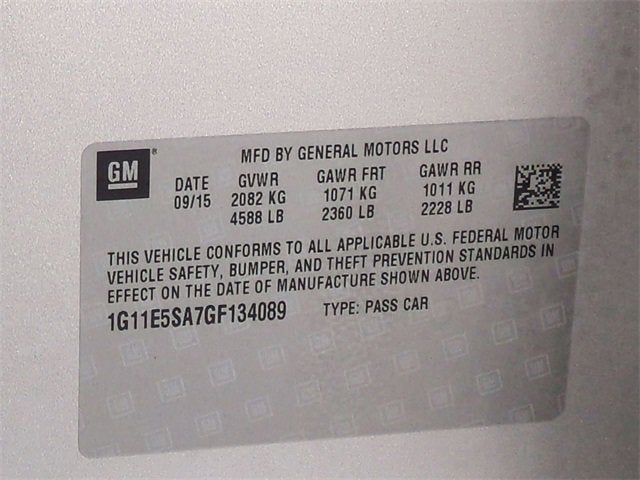 GM®
MFD BY GENERAL MOTORS LLC
DATE GVWR GAWR FRT GAWR RR
09/15 2082 KG 1071 KG 1011 KG
4588 LB 2360 LB 2228 LB
THIS VEHICLE CONFORMS TO ALL APPLICABLE U.S. FEDERAL MOTOR
VEHICLE SAFETY, BUMPER, AND THEFT PREVENTION STANDARDS IN
EFFECT ON THE DATE OF MANUFACTURE SHOWN ABOVE.
1G11E5SA7GF134089 TYPE: PASS CAR